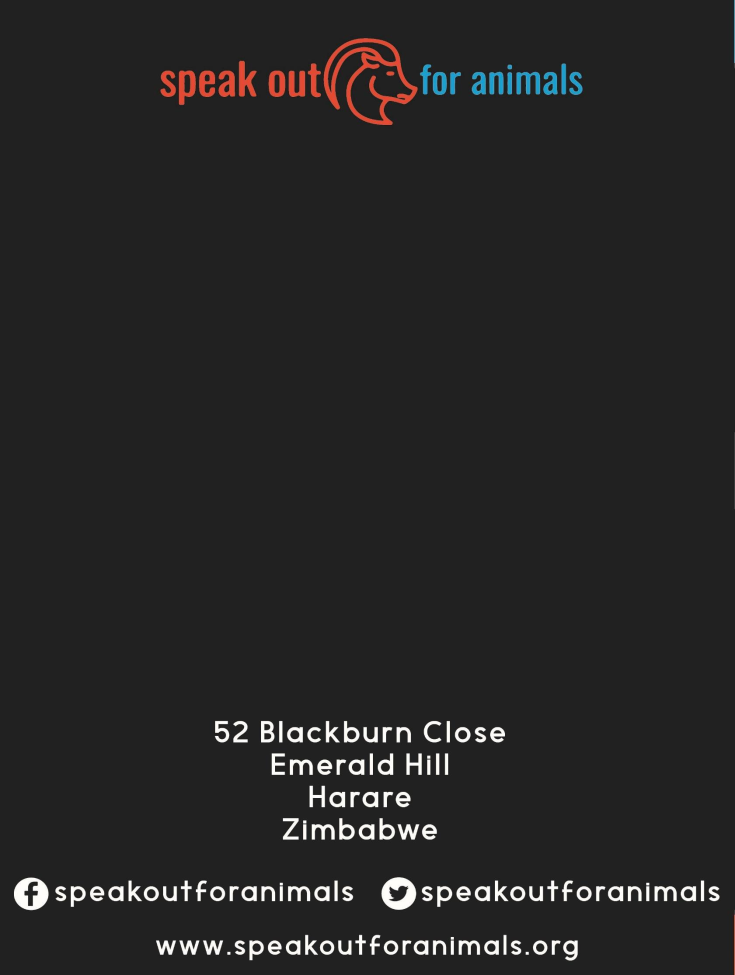 speak out for animals
52 Blackburn Close
Emerald Hill
Harare
Zimbabwe
speakoutforanimals speakoutforanimals
www.speakoutforanimals.org